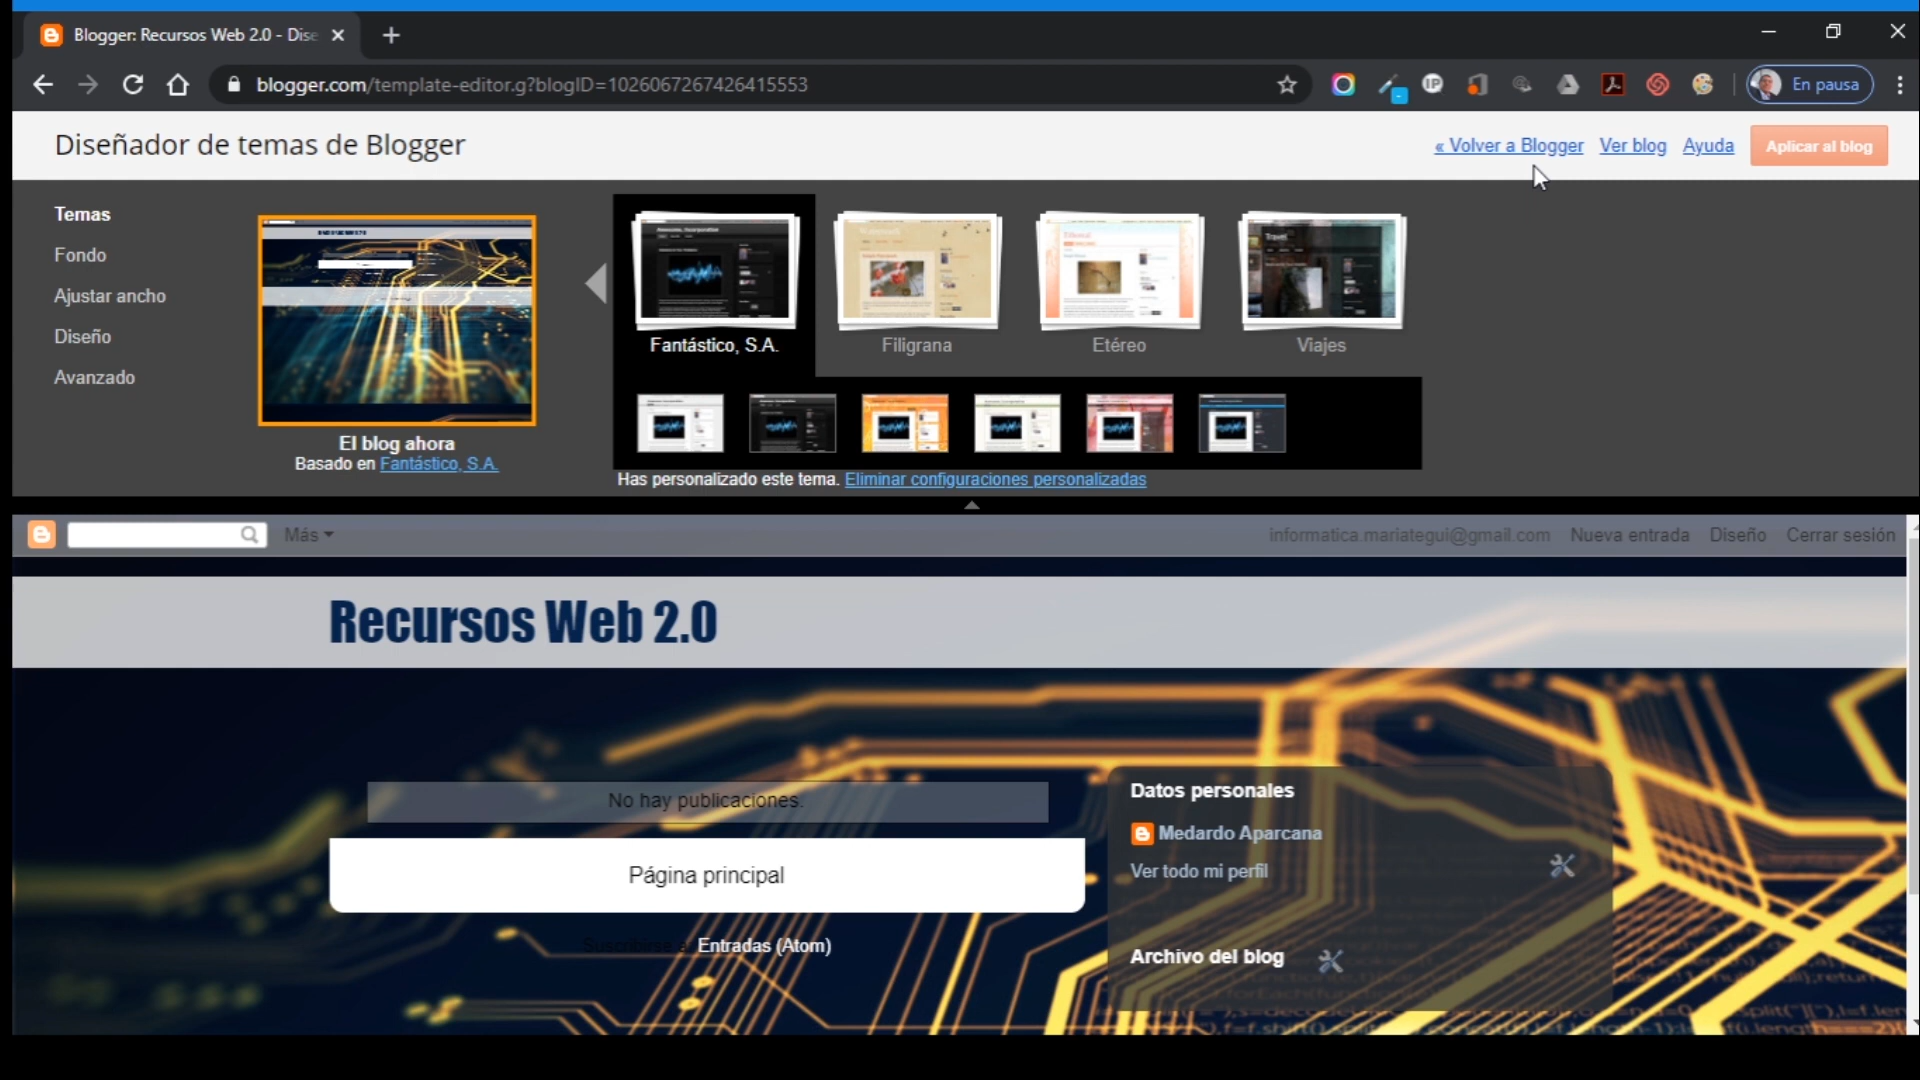 Blogger: Recursos Web 2.0 - Dise
blogger.com/template-editor.g?blogID=1026067267426415553
En pausa
Diseñador de temas de Blogger
« Volver a Blogger Ver blog Ayuda Aplicar al blog
Temas
Fondo
Ajustar ancho
Diseño
Avanzado
El blog ahora
Basado en Fantástico, S.A.
Fantástico, S.A. Filigrana Etéreo Viajes
Has personalizado este tema. Eliminar configuraciones personalizadas
Más
informatica.mariategui@gmail.com Nueva entrada Diseño Cerrar sesión
Recursos Web 2.0
No hay publicaciones.
Página principal
Suscribirse a: Entradas (Atom)
Datos personales
Medardo Aparcana
Ver todo mi perfil
Archivo del blog